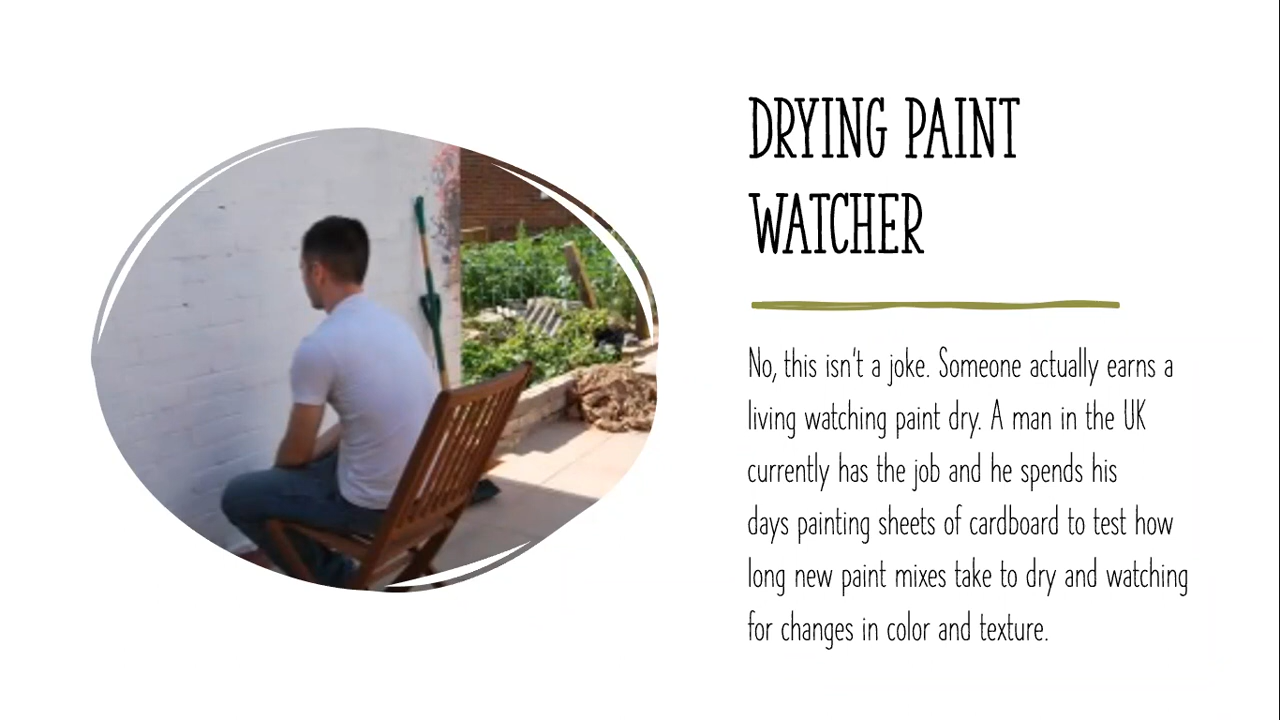 DRYING PAINT
WATCHER
No, this isn't a joke. Someone actually earns a
living watching paint dry. A man in the UK
currently has the job and he spends his
days painting sheets of cardboard to test how
long new paint mixes take to dry and watching
for changes in color and texture.